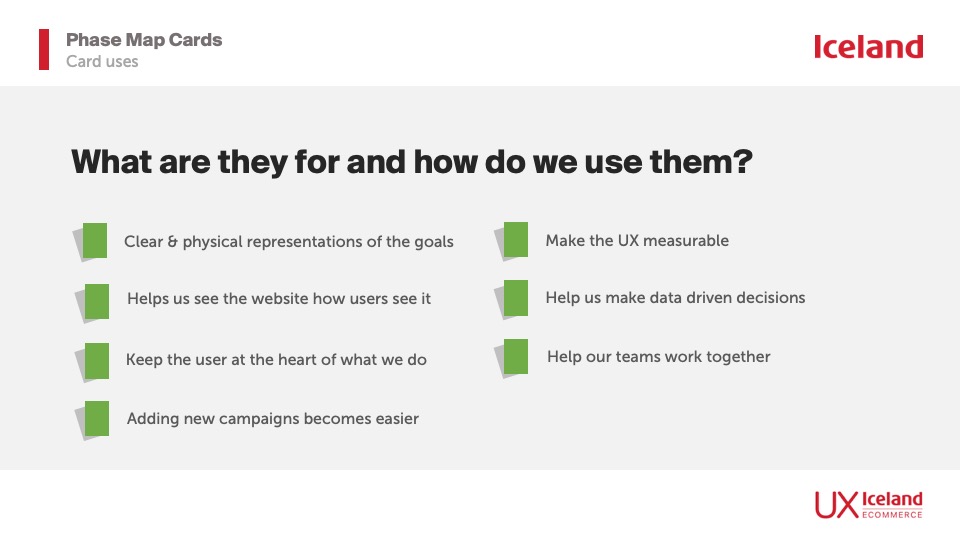 Phase Map Cards
Card uses
Iceland
What are they for and how do we use them?
Clear & physical representations of the goals
Helps us see the website how users see it
Keep the user at the heart of what we do
Adding new campaigns becomes easier
Make the UX measurable
Help us make data driven decisions
Help our teams work together
UX Iceland
ECOMMERCE